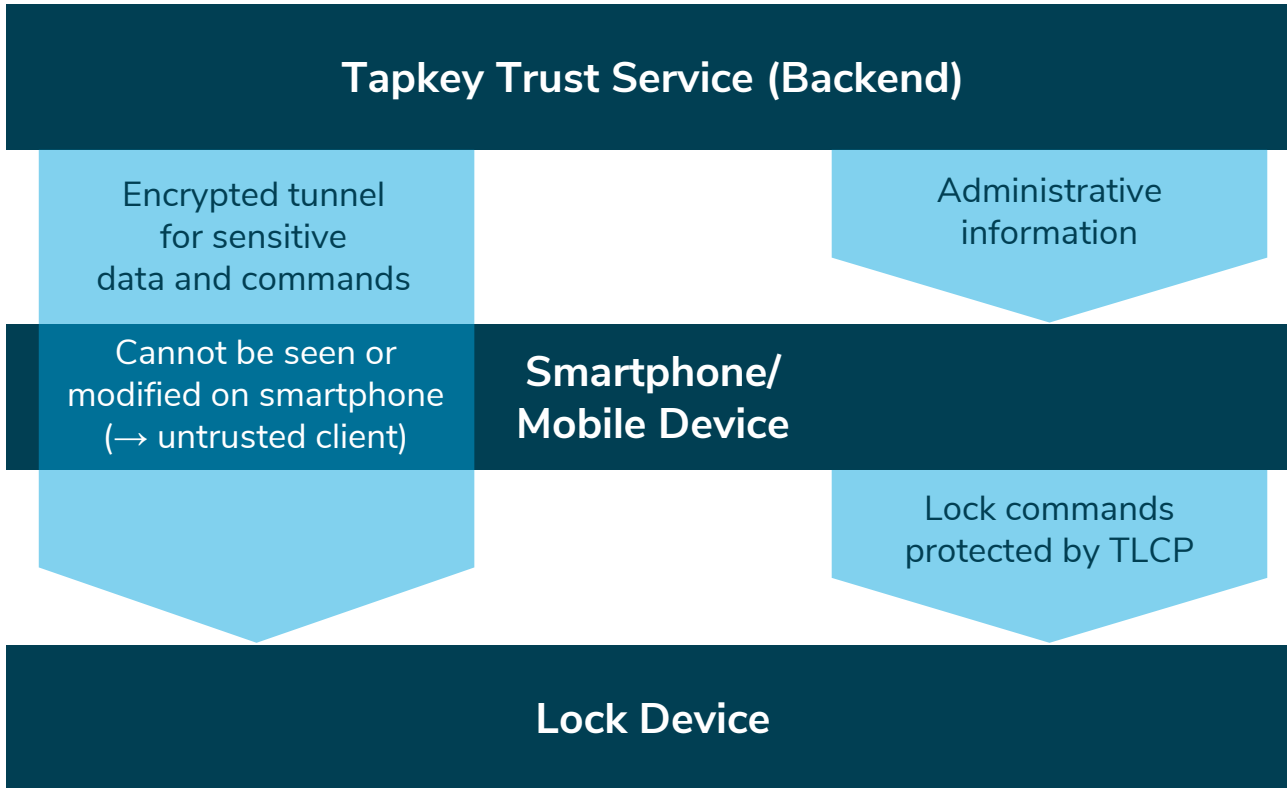 Tapkey Trust Service (Backend)
Encrypted tunnel
for sensitive
data and commands
Administrative
information
Cannot be seen or
modified on smartphone
(→ untrusted client)
Smartphone/
Mobile Device
Lock commands
protected by TLCP
Lock Device